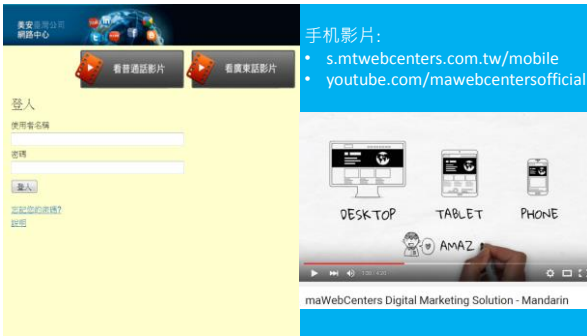 美安臺灣公司
網路中心
看普通話影片
看廣東話影片
登入
使用者名稱
密碼
登入
忘記您的密碼?
說明
手机影片:
• s.mtwebcenters.com.tw/mobile
• youtube.com/mawebcentersofficial
DESKTOP
TABLET
PHONE
AMAZ
maWebCenters Digital Marketing Solution - Mandarin